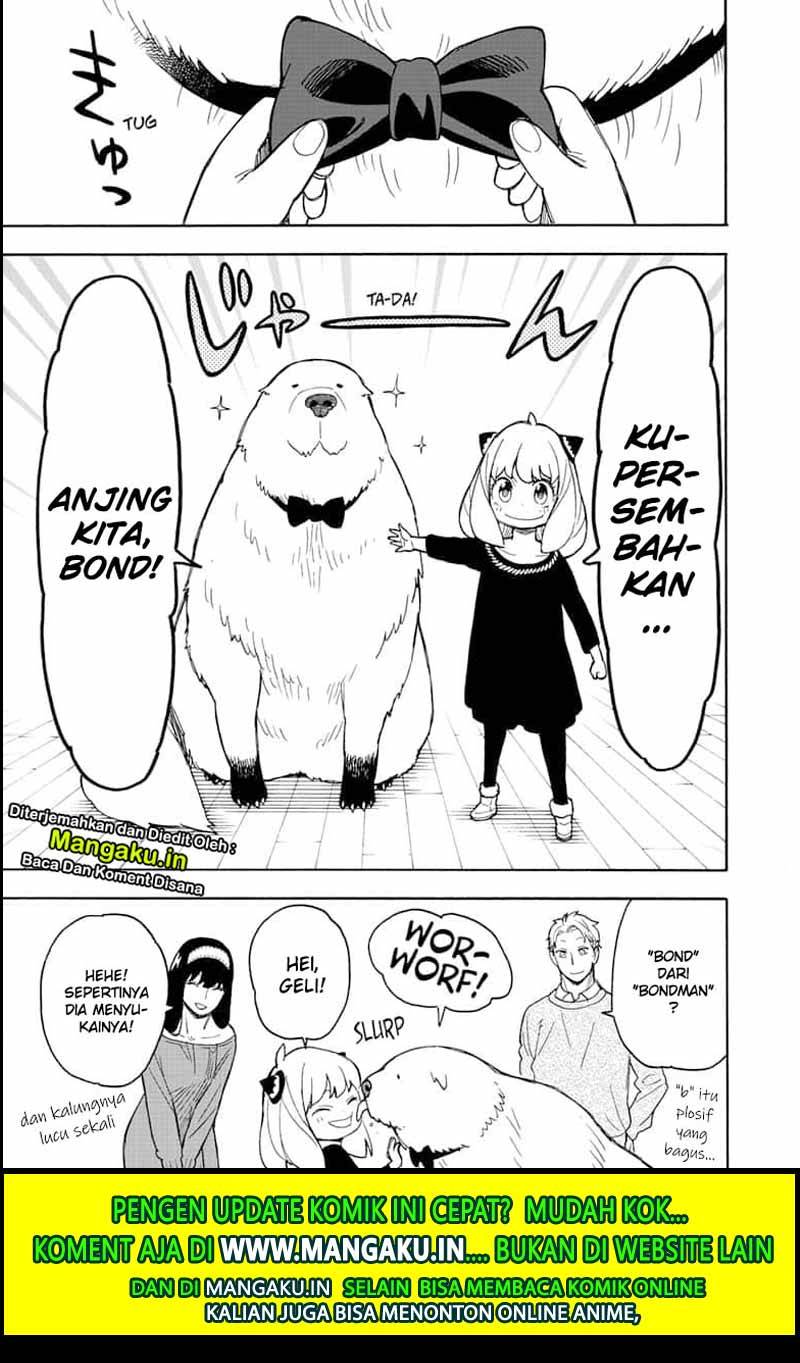 きゅっ
TUG
じゃーん
TA-DA!
KU-
PER-
SEM-
BAH-
KAN
...
ANJING
KITA,
BOND!
Diterjemahkan dan Diedit Oleh :
Mangaku.in
Baca Dan Koment Disana
"BOND"
DARI
"BONDMAN"
?
"b" itu
plosif
yang
bagus...
WOR-
WORF!
SLURP
HEI,
GELI!
HEHE!
SEPERTINYA
DIA MENYU-
KAINYA!
dan kalungnya
lucu sekali
PENGEN UPDATE KOMIK INI CEPAT? MUDAH KOK....
KOMENT AJA DI WWW.MANGAKU.IN.... BUKAN DI WEBSITE LAIN
DAN DI MANGAKU.IN SELAIN BISA MEMBACA KOMIK ONLINE
KALIAN JUGA BISA MENONTON ONLINE ANIME,